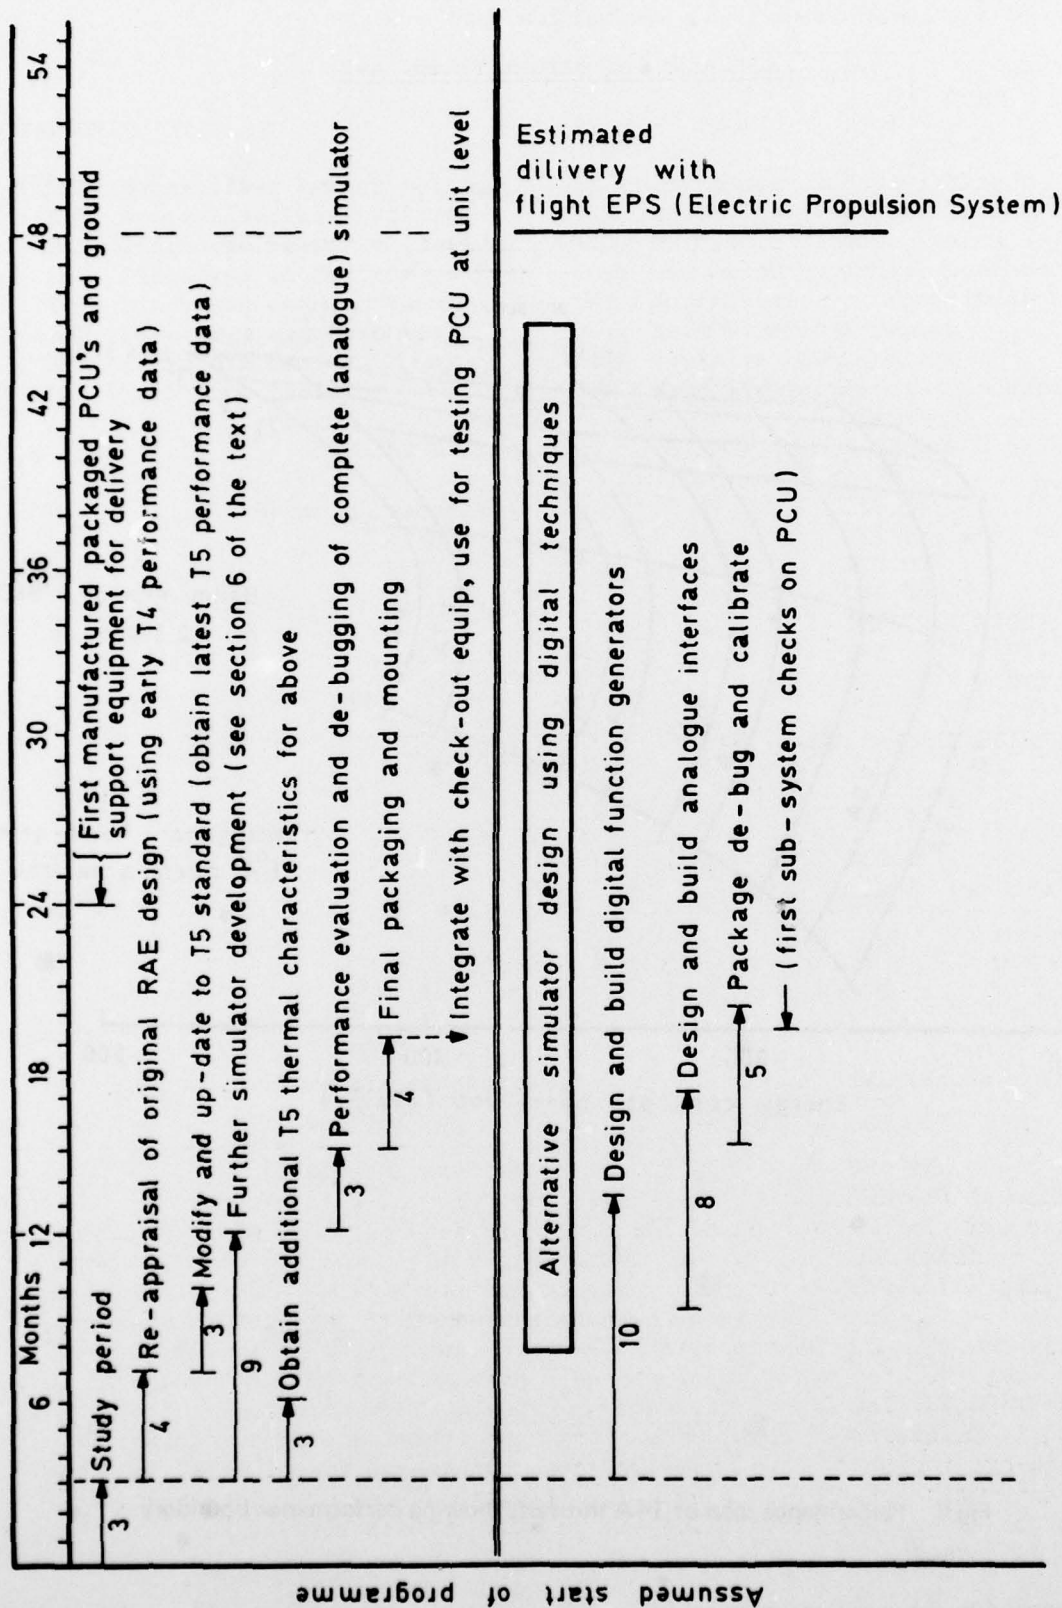 Months
6
12
18
24
30
36
42
48
54
Assumed start of programme
3
Study period
First manufactured packaged PCU's and ground
support equipment for delivery
4
Re-appraisal of original RAE design (using early T4 performance data)
3
Modify and up-date to T5 standard (obtain latest T5 performance data)
9
Further simulator development (see section 6 of the text)
3
Obtain additional T5 thermal characteristics for above
3
Performance evaluation and de-bugging of complete (analogue) simulator
4
Final packaging and mounting
Integrate with check-out equip, use for testing PCU at unit level
Estimated
dilivery with
flight EPS (Electric Propulsion System)
Alternative simulator design using digital techniques
10
Design and build digital function generators
8
Design and build analogue interfaces
5
Package de-bug and calibrate
(first sub-system checks on PCU)